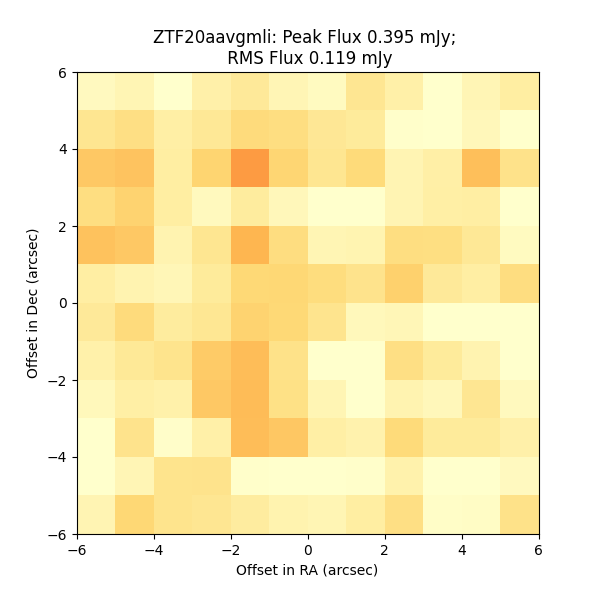 ZTF20aavgmli: Peak Flux 0.395 mJy;
RMS Flux 0.119 mJy
6
4
2
0
−2
−4
−6
Offset in Dec (arcsec)
−6 −4 −2 0 2 4 6
Offset in RA (arcsec)